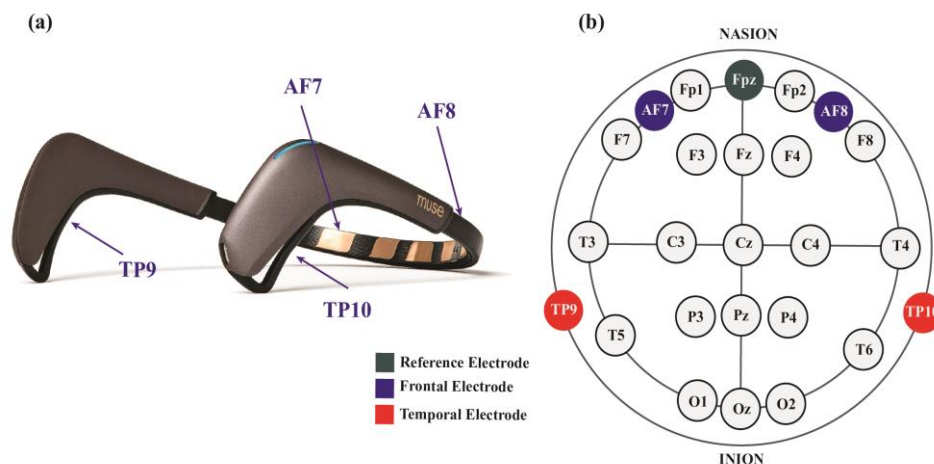 (a)
AF7
AF8
muse
TP9
TP10
Reference Electrode
Frontal Electrode
Temporal Electrode
(b)
NASION
Fp1 Fpz Fp2
AF7 AF8
F7 F3 Fz F4 F8
T3 C3 Cz C4 T4
TP9 TP10
T5 P3 Pz P4 T6
O1 Oz O2
INION